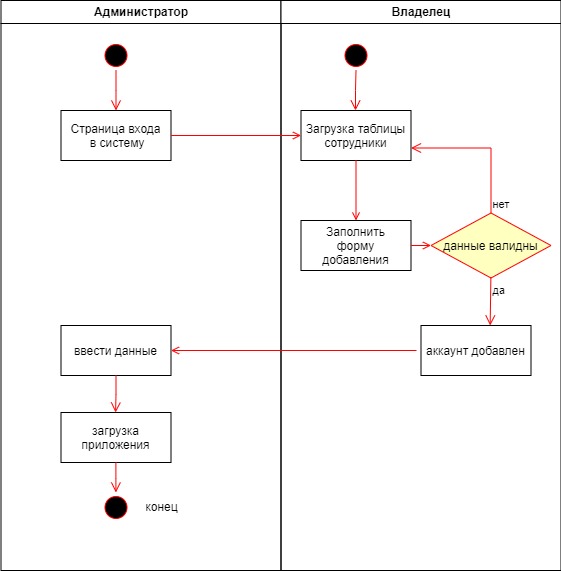 Администратор
Владелец
Страница входа
в систему
Загрузка таблицы
сотрудники
нет
Заполнить
форму
добавления
данные валидны
да
ввести данные
аккаунт добавлен
загрузка
приложения
конец